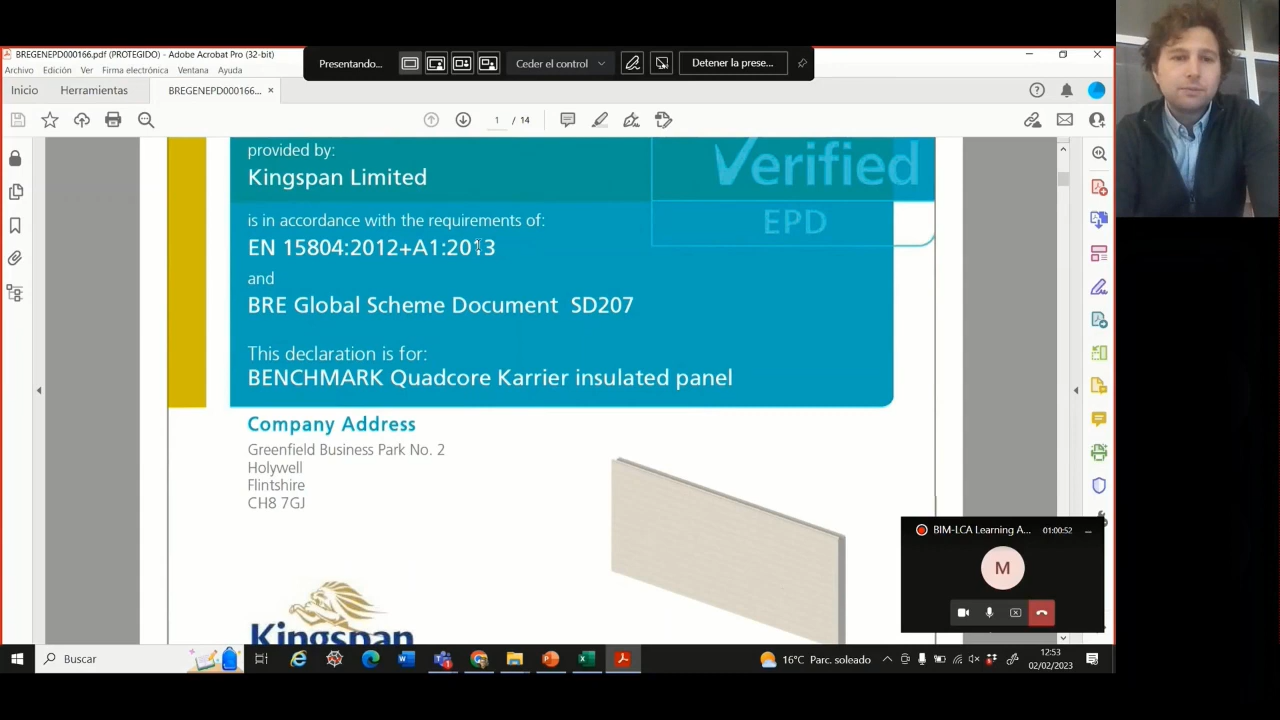 BREGENEPD000166.pdf (PROTEGIDO) - Adobe Acrobat Pro (32-bit)
Presentando...
Ceder el control
Detener la prese...
Archivo Edición Ver Firma electrónica Ventana Ayuda
Inicio Herramientas BREGENEPD000166... ×
1 / 14
provided by:
Kingspan Limited
Verified
EPD
is in accordance with the requirements of:
EN 15804:2012+A1:2013
and
BRE Global Scheme Document SD207
This declaration is for:
BENCHMARK Quadcore Karrier insulated panel
Company Address
Greenfield Business Park No. 2
Holywell
Flintshire
CH8 7GJ
Kingspan
BIM-LCA Learning A... 01:00:52
M
Buscar
16°C Parc. soleado
12:53
02/02/2023